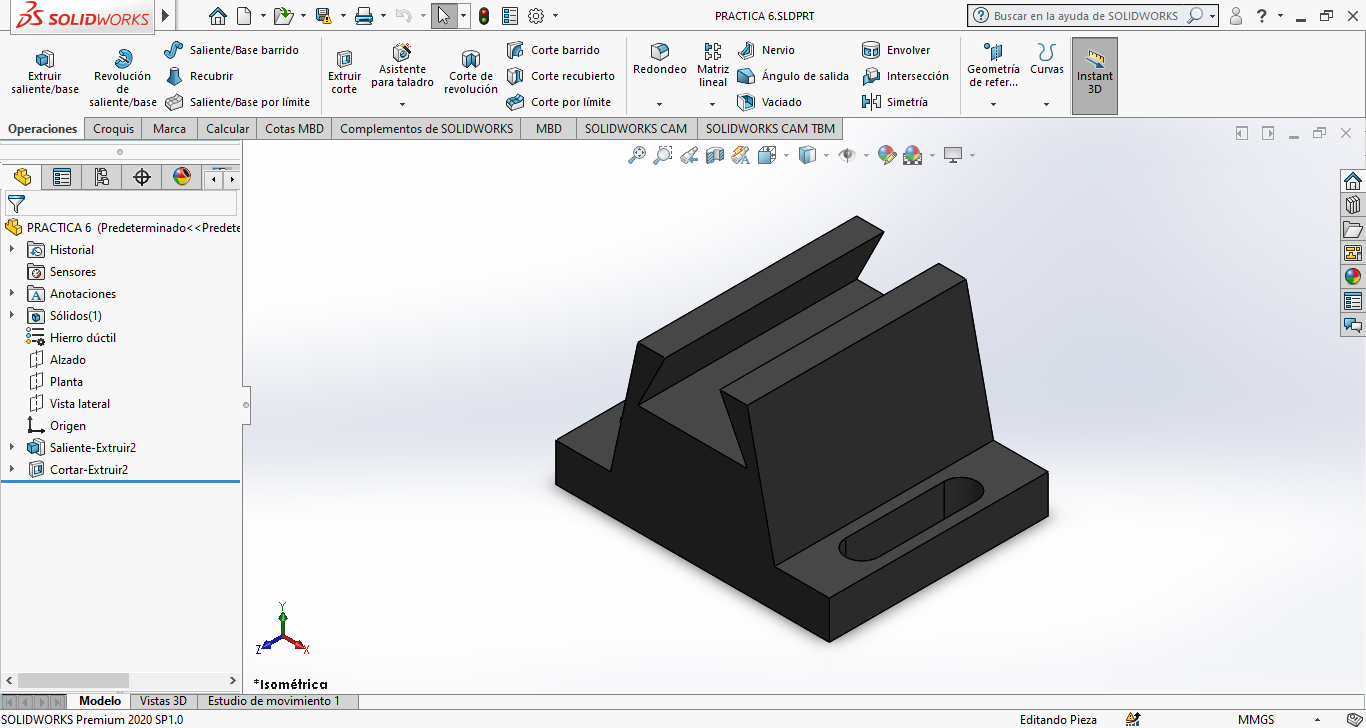 SOLIDWORKS
PRACTICA 6.SLDPRT
Buscar en la ayuda de SOLIDWORKS
?
Extruir saliente/base
Revolución de saliente/base
Saliente/Base barrido
Recubrir
Saliente/Base por límite
Extruir corte
Asistente para taladro
Corte de revolución
Corte barrido
Corte recubierto
Corte por límite
Redondeo
Matriz lineal
Nervio
Ángulo de salida
Vaciado
Envolver
Intersección
Simetría
Geometría de refer...
Curvas
Instant 3D
Operaciones
Croquis
Marca
Calcular
Cotas MBD
Complementos de SOLIDWORKS
MBD
SOLIDWORKS CAM
SOLIDWORKS CAM TBM
PRACTICA 6 (Predeterminado<<Predete
Historial
Sensores
Anotaciones
Sólidos(1)
Hierro dúctil
Alzado
Planta
Vista lateral
Origen
Saliente-Extruir2
Cortar-Extruir2
Y
Z
X
*Isométrica
Modelo
Vistas 3D
Estudio de movimiento 1
SOLIDWORKS Premium 2020 SP1.0
Editando Pieza
MMGS